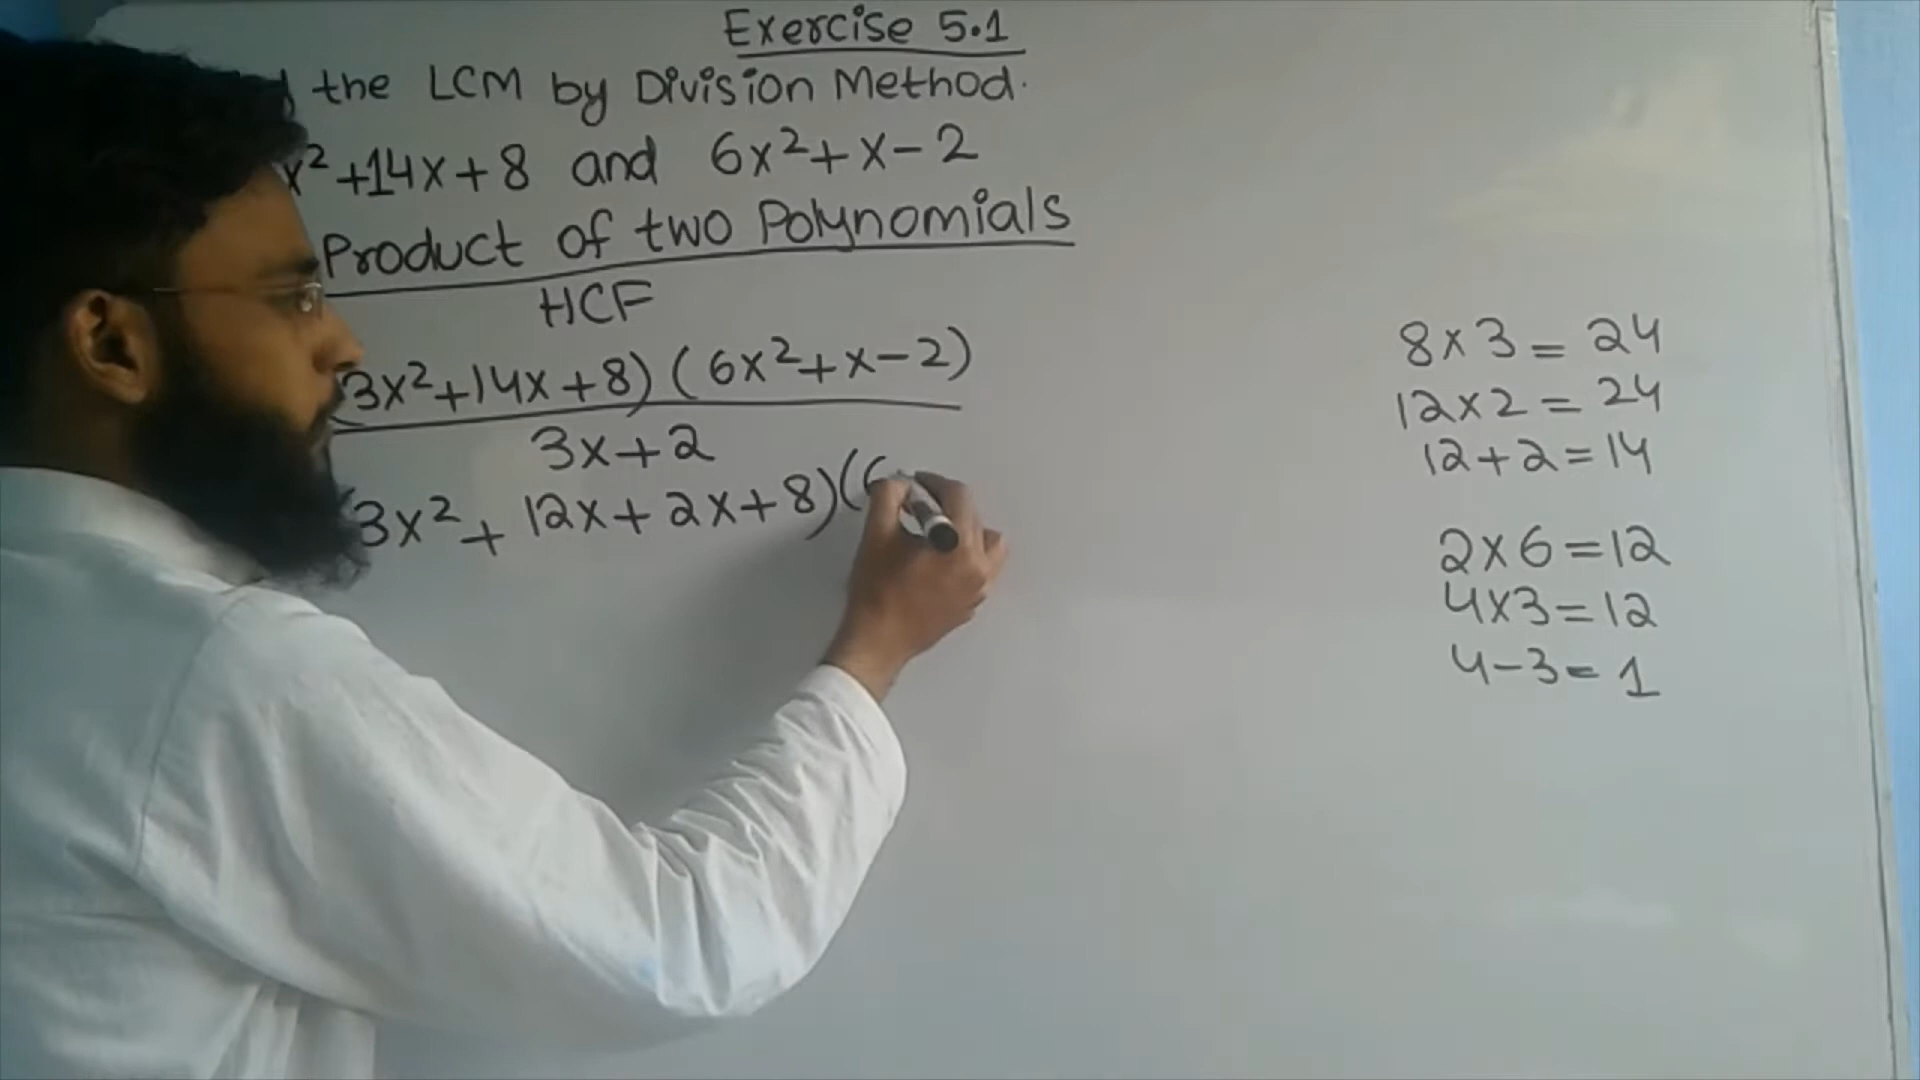 Exercise 5.1
the LCM by Division Method.
x² +14x+8 and 6x²+x-2
Product of two Polynomials
HCF
(3x²+14x+8) (6x²+x-2)
3x+2
(3x²+12x+2x+8)(6
8x3=24
12x2=24
12+2=14
2x6=12
4x3=12
4-3=1